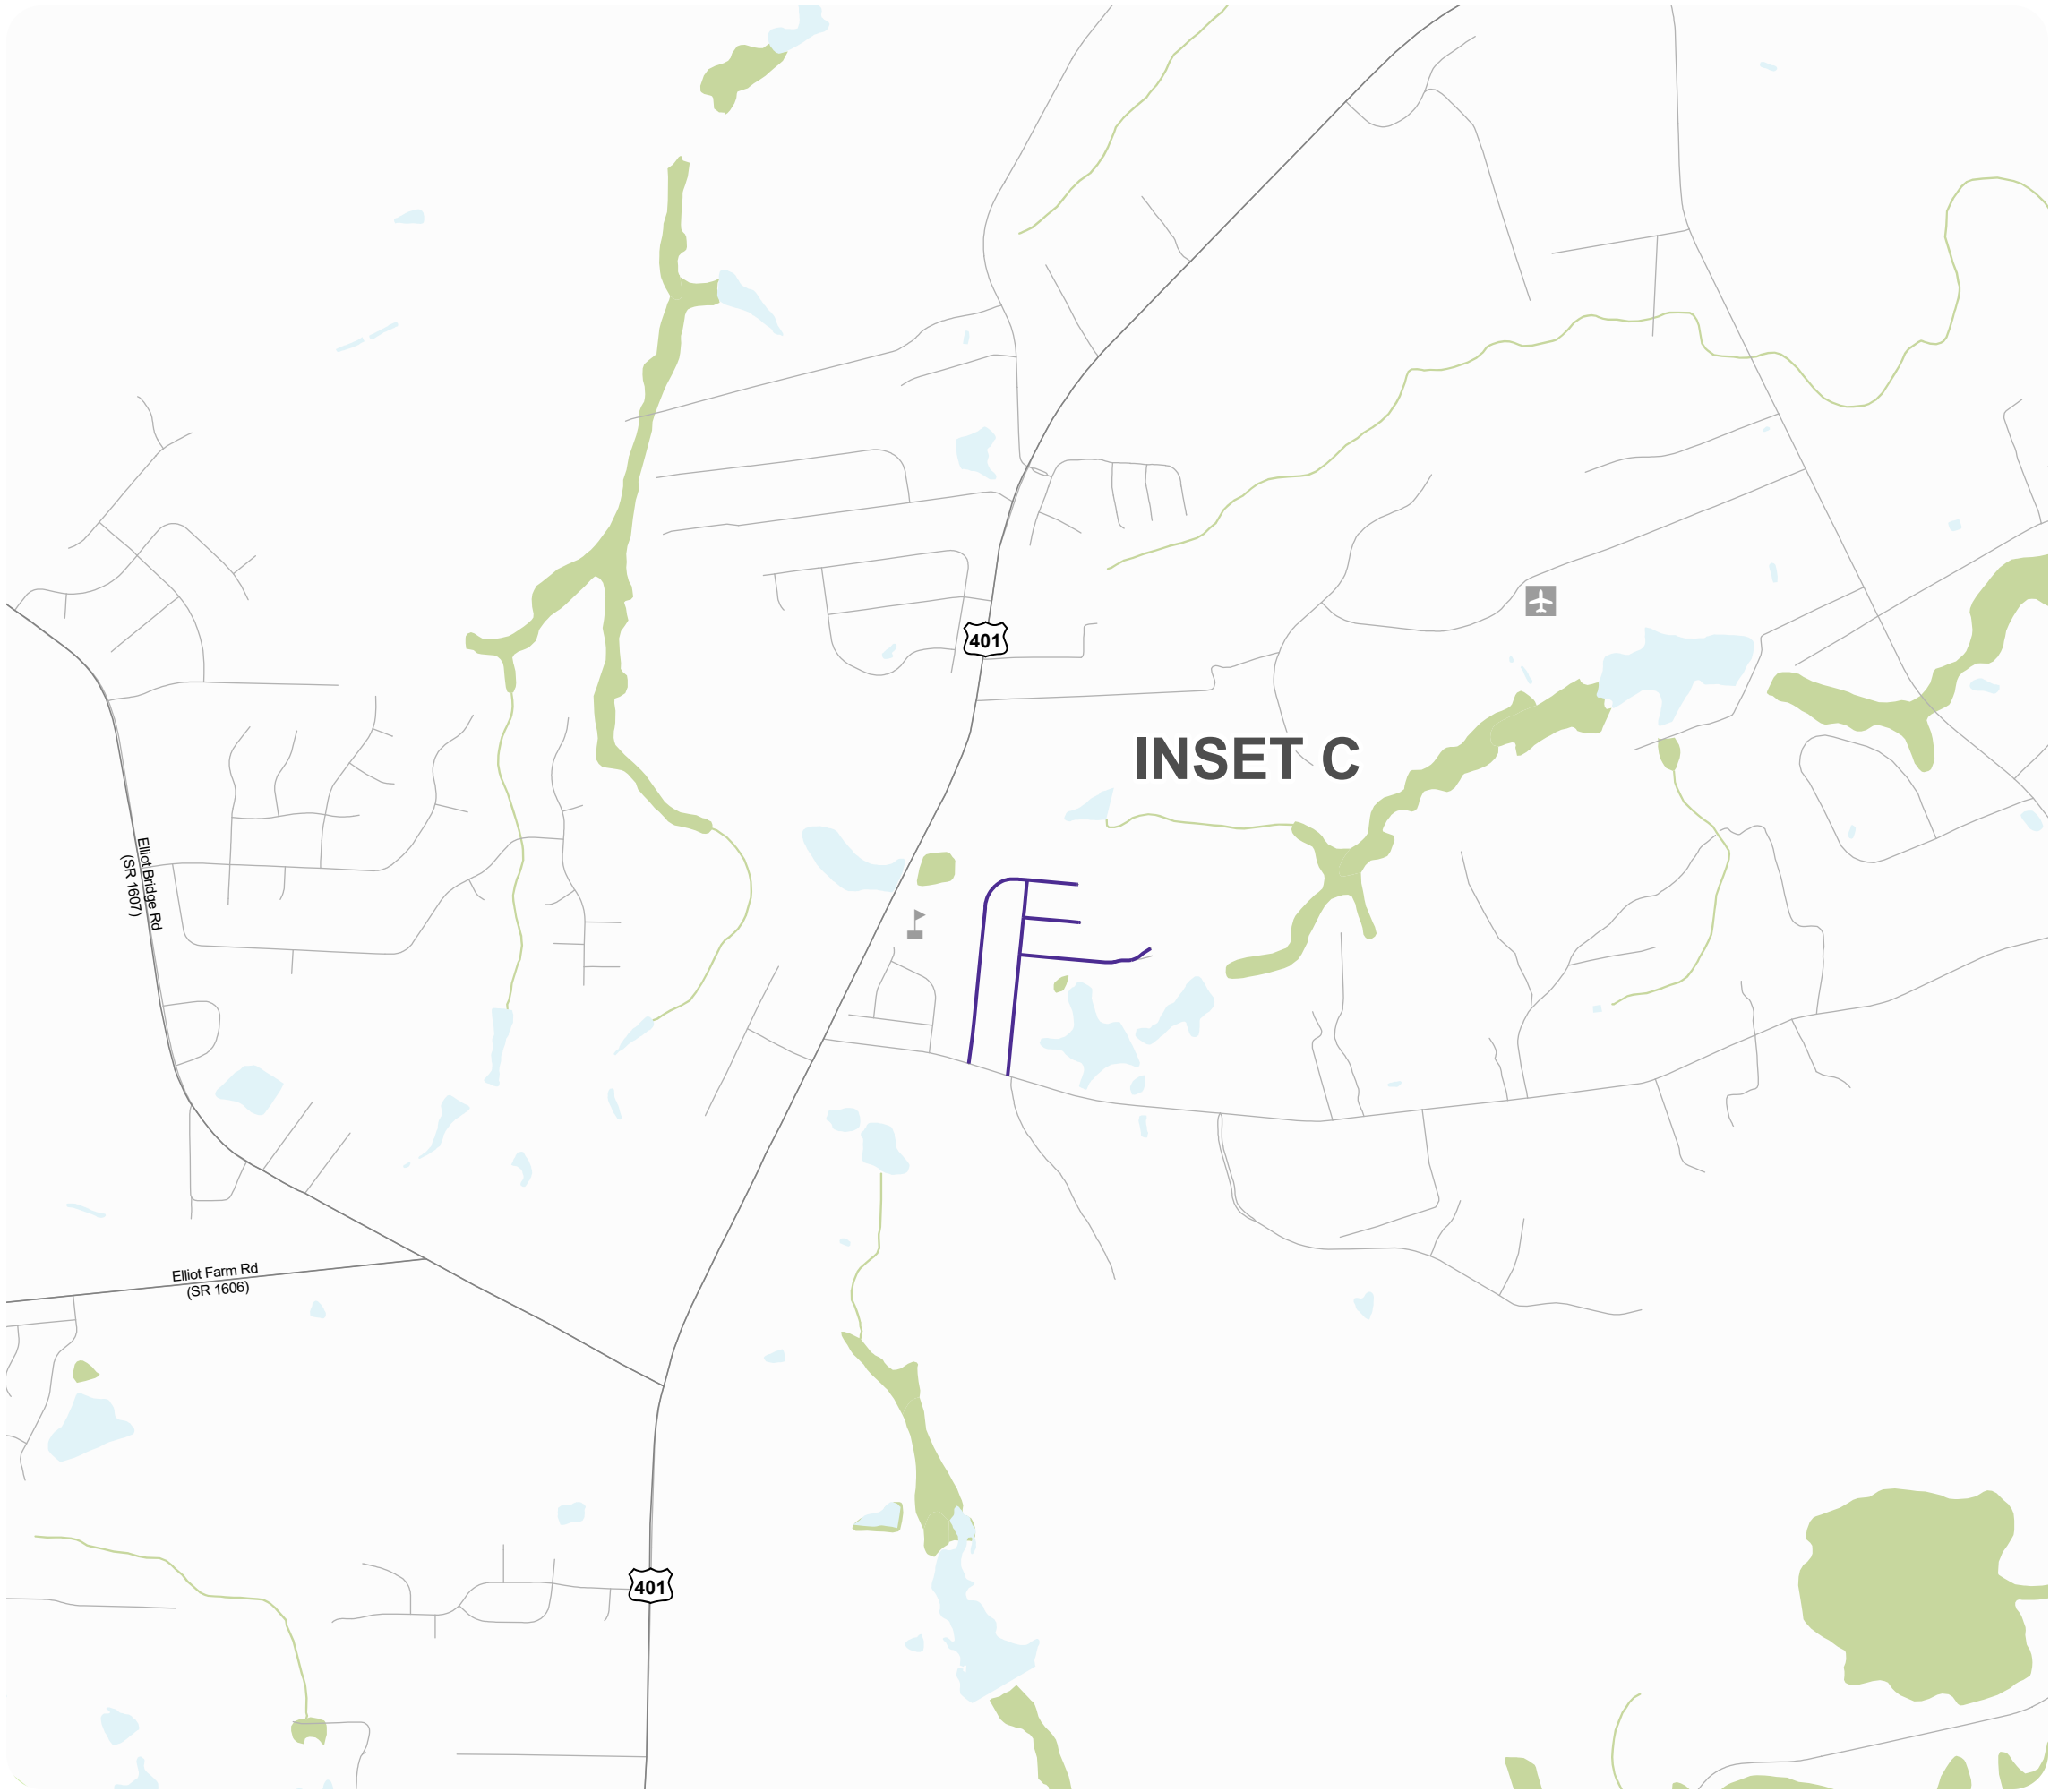 401
INSET C
Elliot Bridge Rd
(SR 1607)
Elliot Farm Rd
(SR 1606)
401